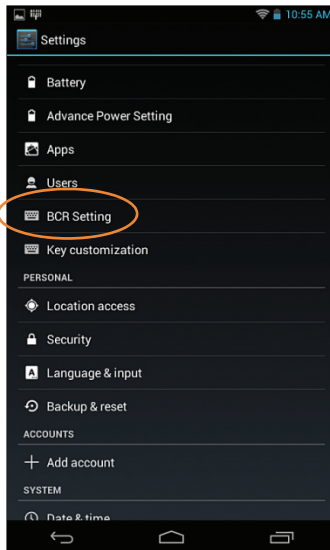 10:55 AM
Settings
Battery
Advance Power Setting
Apps
Users
BCR Setting
Key customization
PERSONAL
Location access
Security
Language & input
Backup & reset
ACCOUNTS
Add account
SYSTEM
Date & time